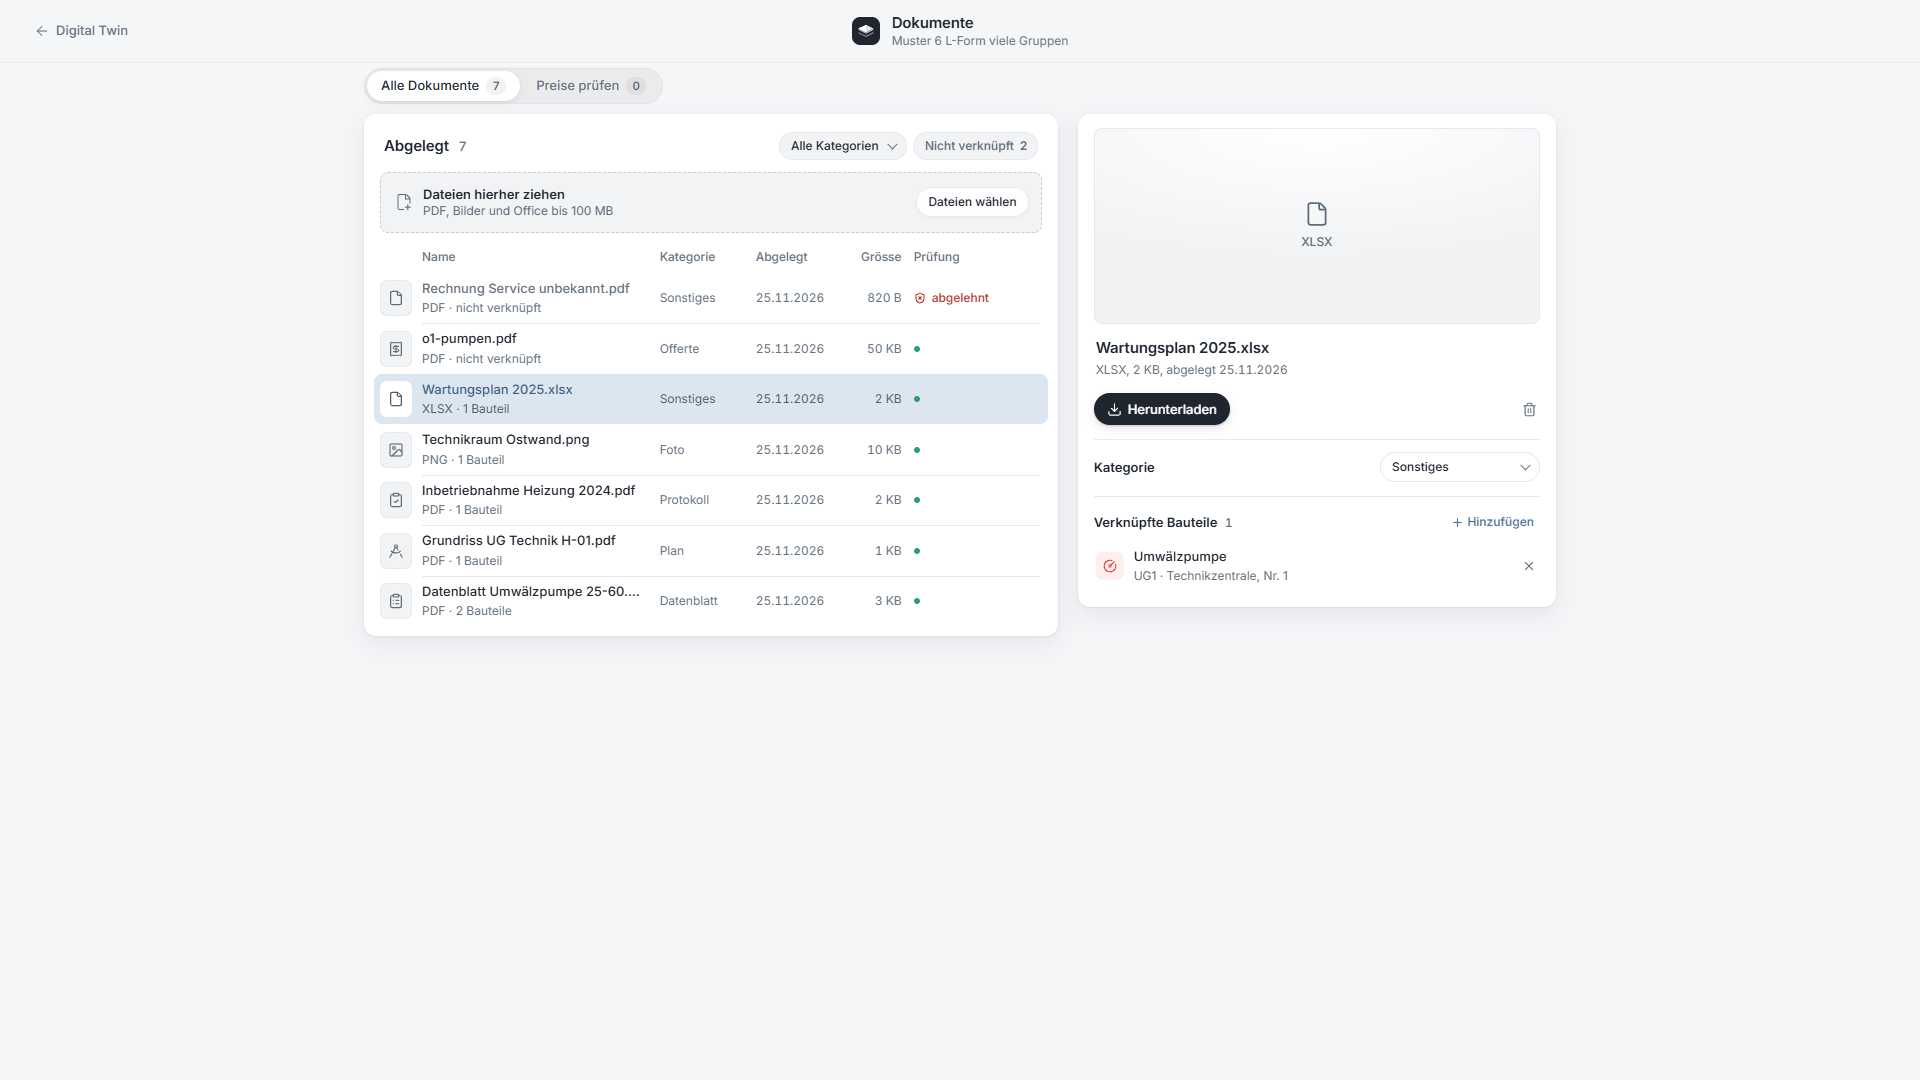 Digital Twin
Dokumente
Muster 6 L-Form viele Gruppen
Alle Dokumente 7
Preise prüfen 0
Abgelegt 7
Alle Kategorien
Nicht verknüpft 2
Dateien hierher ziehen
PDF, Bilder und Office bis 100 MB
Dateien wählen
Name Kategorie Abgelegt Grösse Prüfung
Rechnung Service unbekannt.pdf
PDF · nicht verknüpft
Sonstiges 25.11.2026 820 B abgelehnt
o1-pumpen.pdf
PDF · nicht verknüpft
Offerte 25.11.2026 50 KB
Wartungsplan 2025.xlsx
XLSX · 1 Bauteil
Sonstiges 25.11.2026 2 KB
Technikraum Ostwand.png
PNG · 1 Bauteil
Foto 25.11.2026 10 KB
Inbetriebnahme Heizung 2024.pdf
PDF · 1 Bauteil
Protokoll 25.11.2026 2 KB
Grundriss UG Technik H-01.pdf
PDF · 1 Bauteil
Plan 25.11.2026 1 KB
Datenblatt Umwälzpumpe 25-60....
PDF · 2 Bauteile
Datenblatt 25.11.2026 3 KB
XLSX
Wartungsplan 2025.xlsx
XLSX, 2 KB, abgelegt 25.11.2026
Herunterladen
Kategorie
Sonstiges
Verknüpfte Bauteile 1
+ Hinzufügen
Umwälzpumpe
UG1 · Technikzentrale, Nr. 1